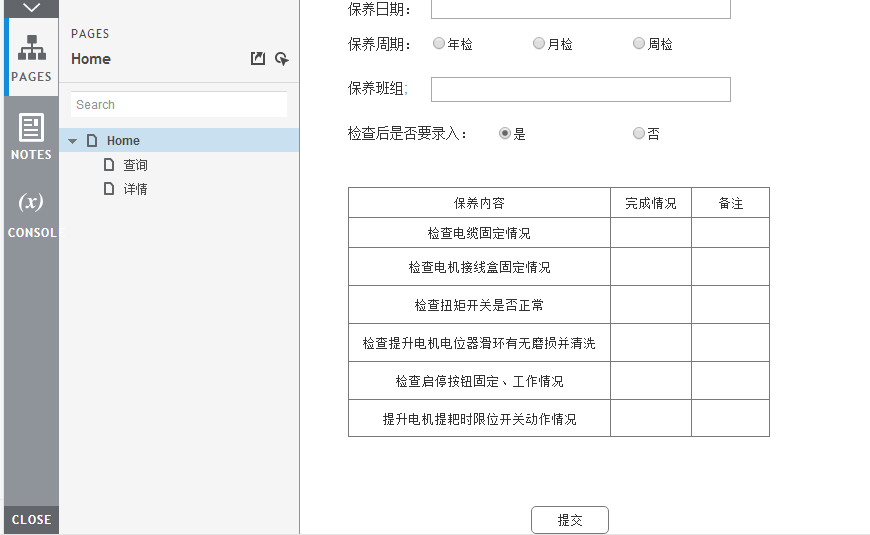 PAGES
NOTES
(x)
CONSOLE
CLOSE
PAGES
Home
Search
Home
查询
详情
保养日期：
保养周期： 年检 月检 周检
保养班组;
检查后是否要录入： 是 否
保养内容 完成情况 备注
检查电缆固定情况
检查电机接线盒固定情况
检查扭矩开关是否正常
检查提升电机电位器滑环有无磨损并清洗
检查启停按钮固定、工作情况
提升电机提耙时限位开关动作情况
提交